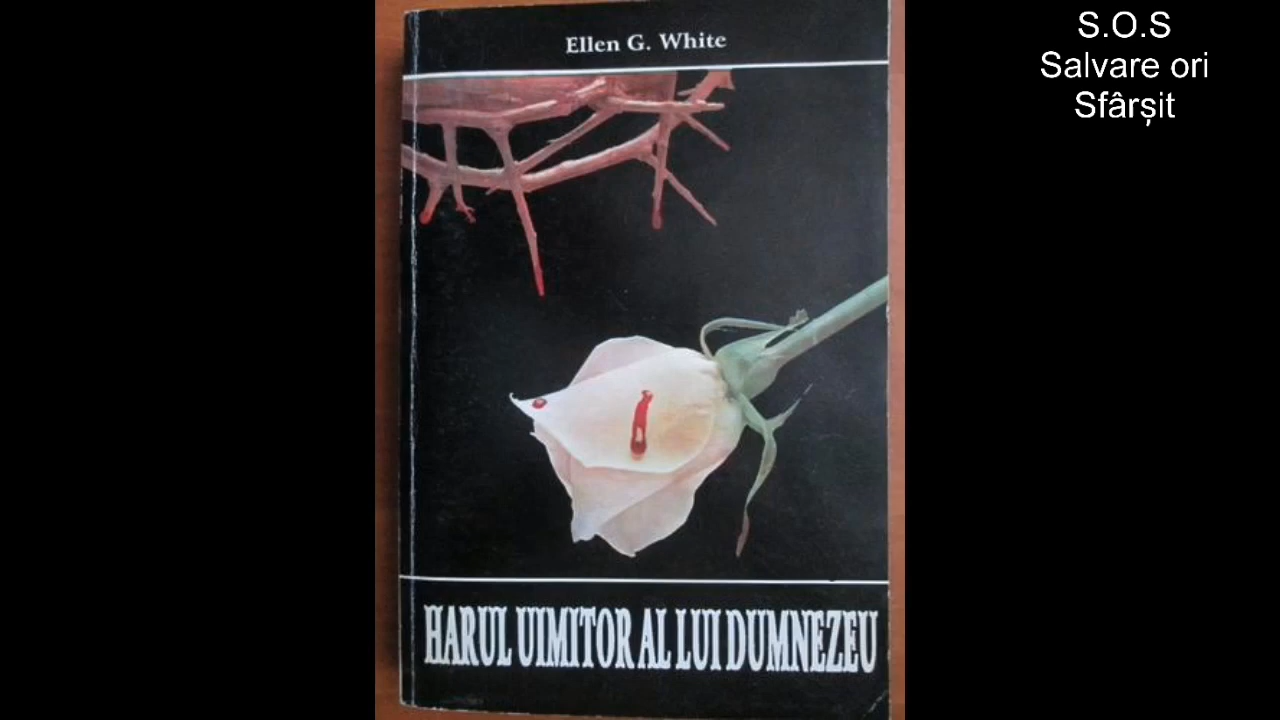 Ellen G. White
HARUL UIMITOR AL LUI DUMNEZEU
S.O.S
Salvare ori
Sfârșit